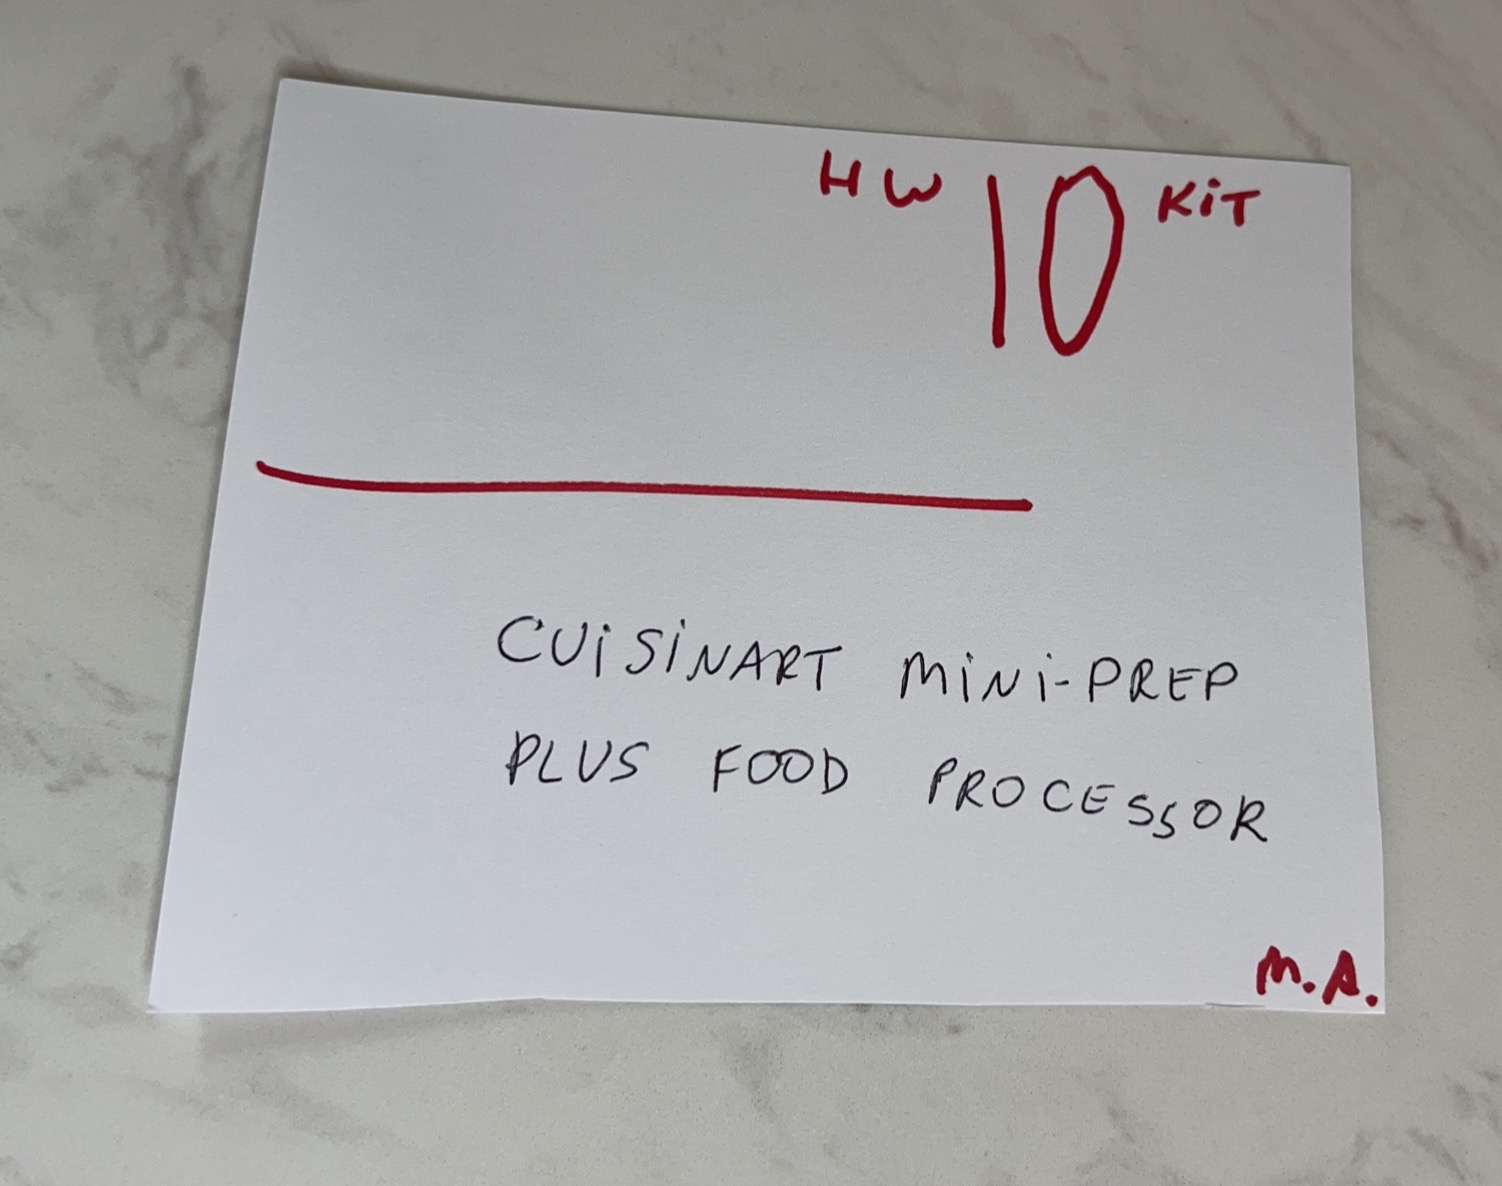 HW 10 KiT
CUiSiNART MiNi-PREP
PLUS FOOD PROCESSOR
M.A.